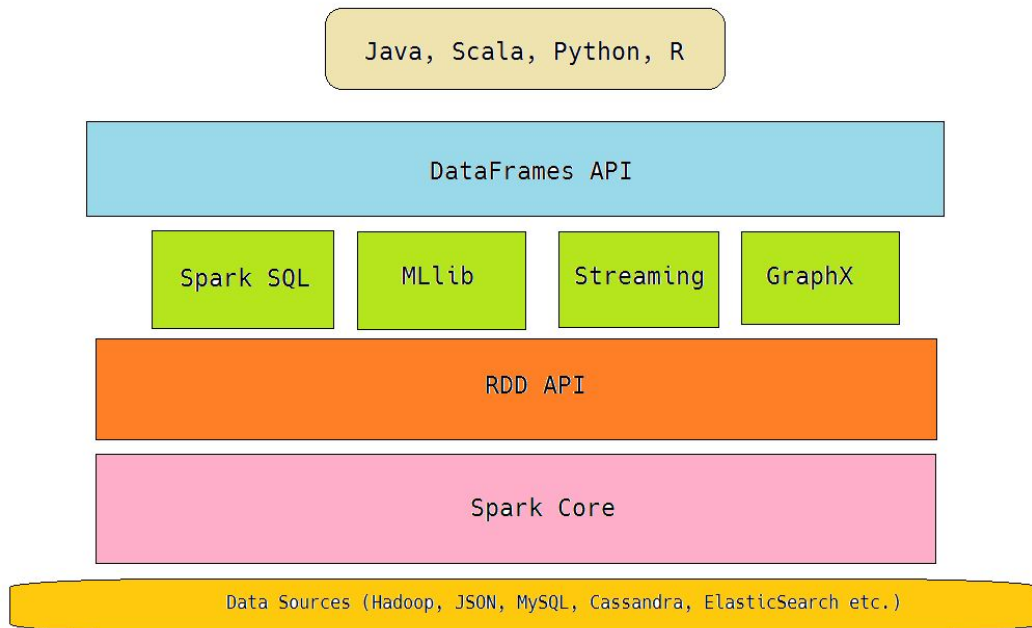 Java, Scala, Python, R
DataFrames API
Spark SQL
MLlib
Streaming
GraphX
RDD API
Spark Core
Data Sources (Hadoop, JSON, MySQL, Cassandra, ElasticSearch etc.)